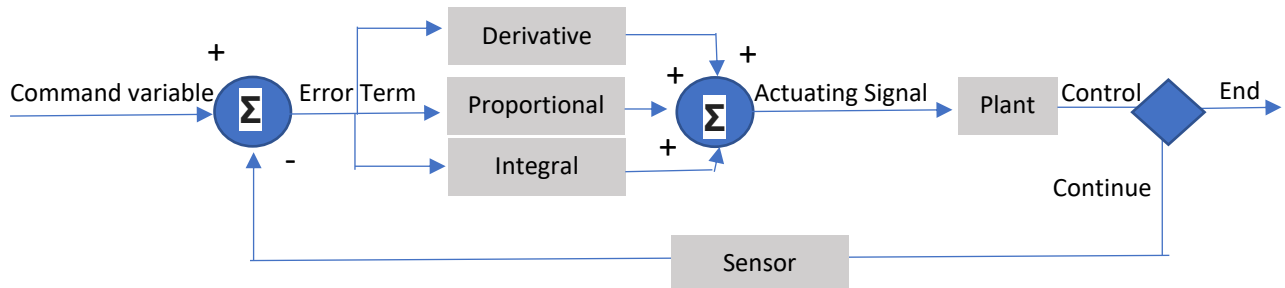 Derivative
+
+
Command variable
Σ
Error Term
Proportional
+
Σ
Actuating Signal
Plant
Control
End
-
Integral
+
Continue
Sensor